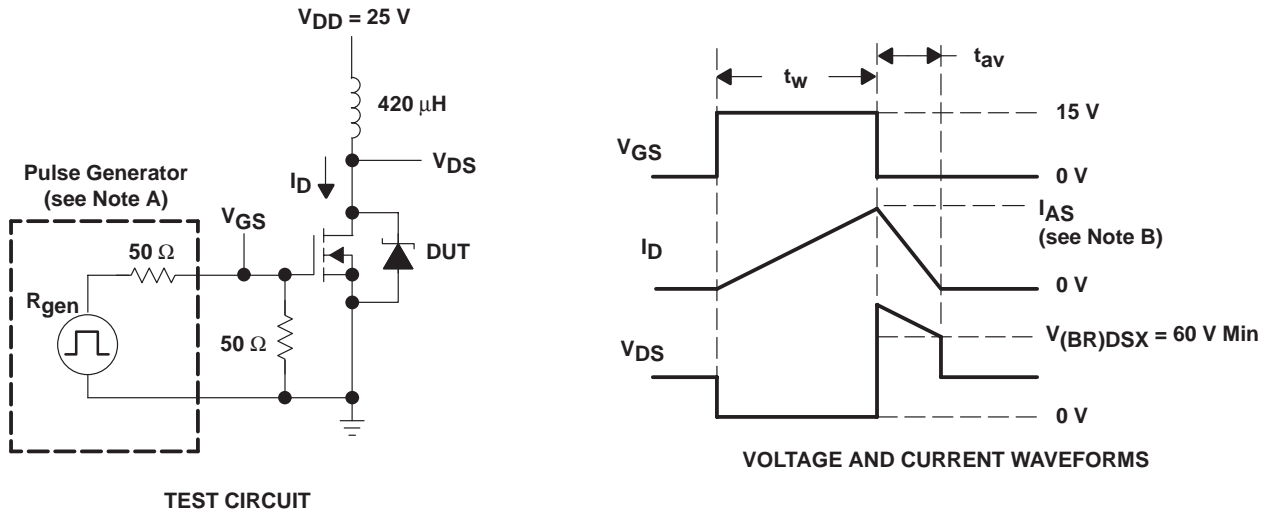 VDD = 25 V
420 μH
VDS
ID
Pulse Generator
(see Note A)
VGS
50 Ω
DUT
Rgen
50 Ω
TEST CIRCUIT
tw
tav
15 V
VGS
0 V
IAS
(see Note B)
ID
0 V
V(BR)DSX = 60 V Min
VDS
0 V
VOLTAGE AND CURRENT WAVEFORMS